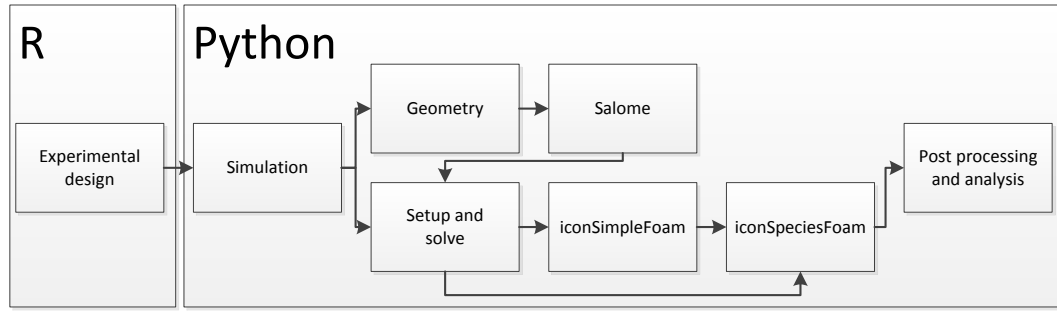 R
Python
Geometry
Salome
Experimental
design
Simulation
Post processing
and analysis
Setup and
solve
iconSimpleFoam
iconSpeciesFoam